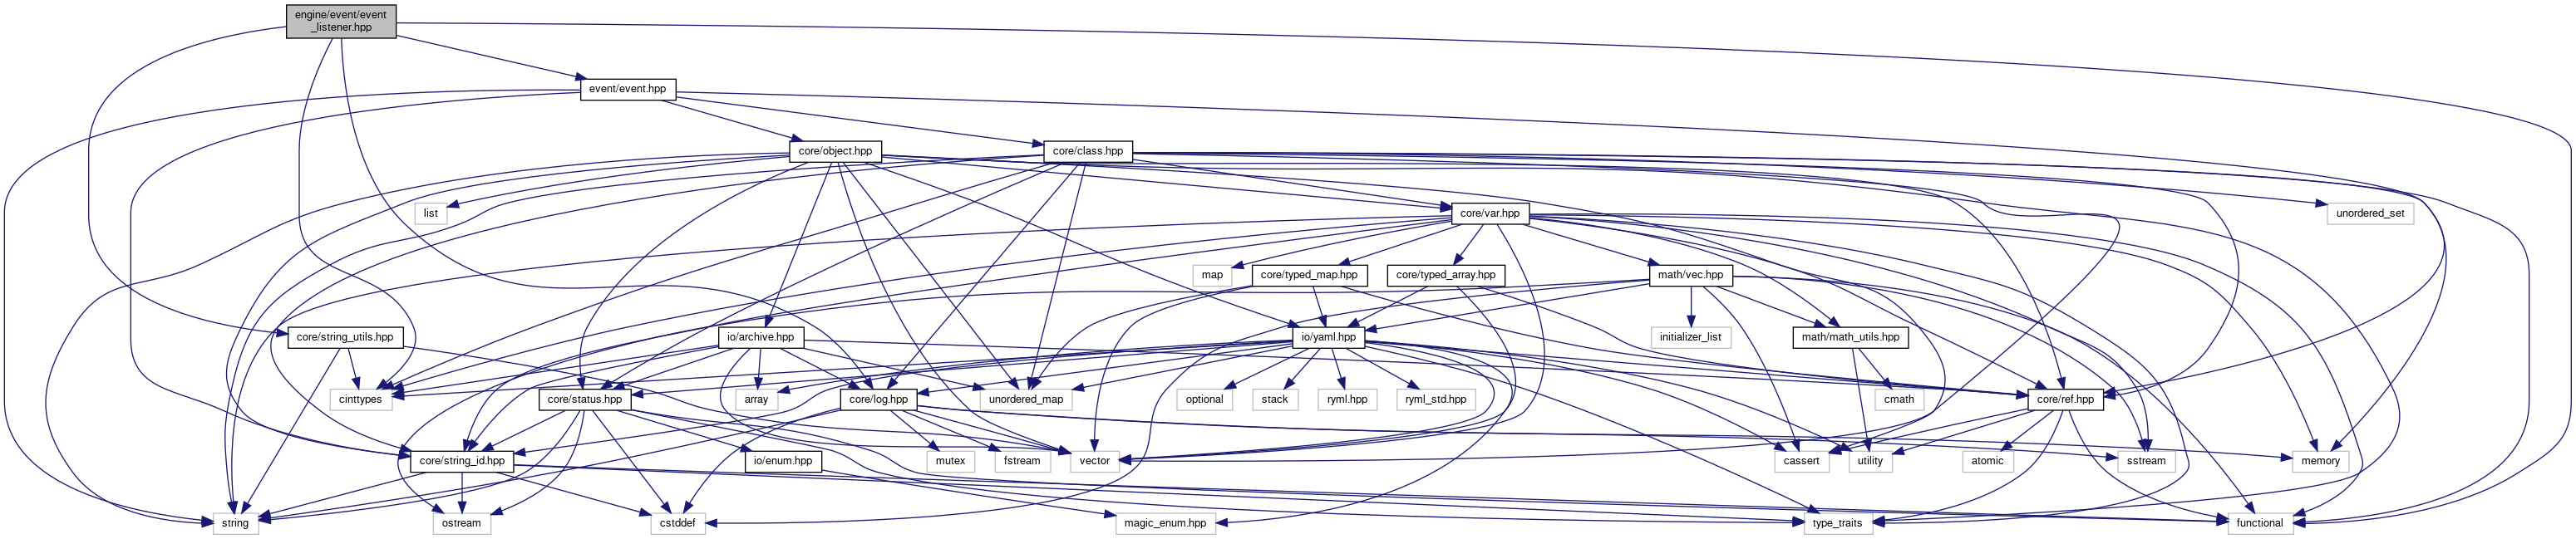 engine/event/event
_listener.hpp
event/event.hpp
core/object.hpp
core/class.hpp
list
core/var.hpp
unordered_set
map
core/typed_map.hpp
core/typed_array.hpp
math/vec.hpp
core/string_utils.hpp
io/archive.hpp
io/yaml.hpp
initializer_list
math/math_utils.hpp
cinttypes
core/status.hpp
array
core/log.hpp
unordered_map
optional
stack
ryml.hpp
ryml_std.hpp
cmath
core/ref.hpp
core/string_id.hpp
io/enum.hpp
mutex
fstream
vector
cassert
utility
atomic
sstream
memory
string
ostream
cstddef
magic_enum.hpp
type_traits
functional